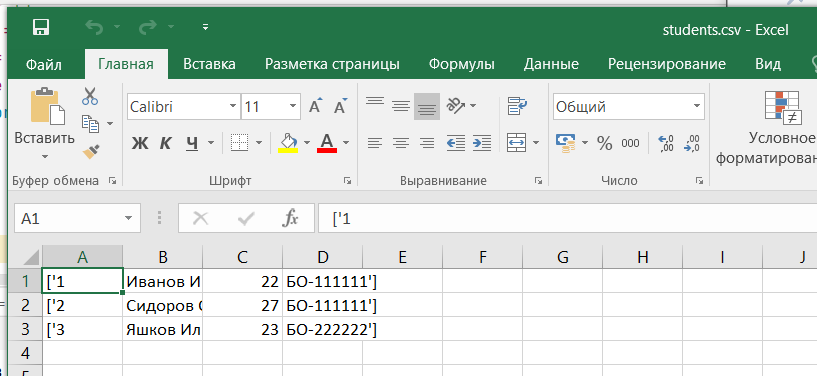 students.csv - Excel
Файл Главная Вставка Разметка страницы Формулы Данные Рецензирование Вид
Вставить
Calibri 11
Ж К Ч
A
Общий
% 000
Условное
форматирован
Буфер обмена Шрифт Выравнивание Число
A1 fx ['1
A B C D E F G H I J
1 ['1 Иванов И 22 БО-111111']
2 ['2 Сидоров 27 БО-111111']
3 ['3 Яшков Ил 23 БО-222222']
4